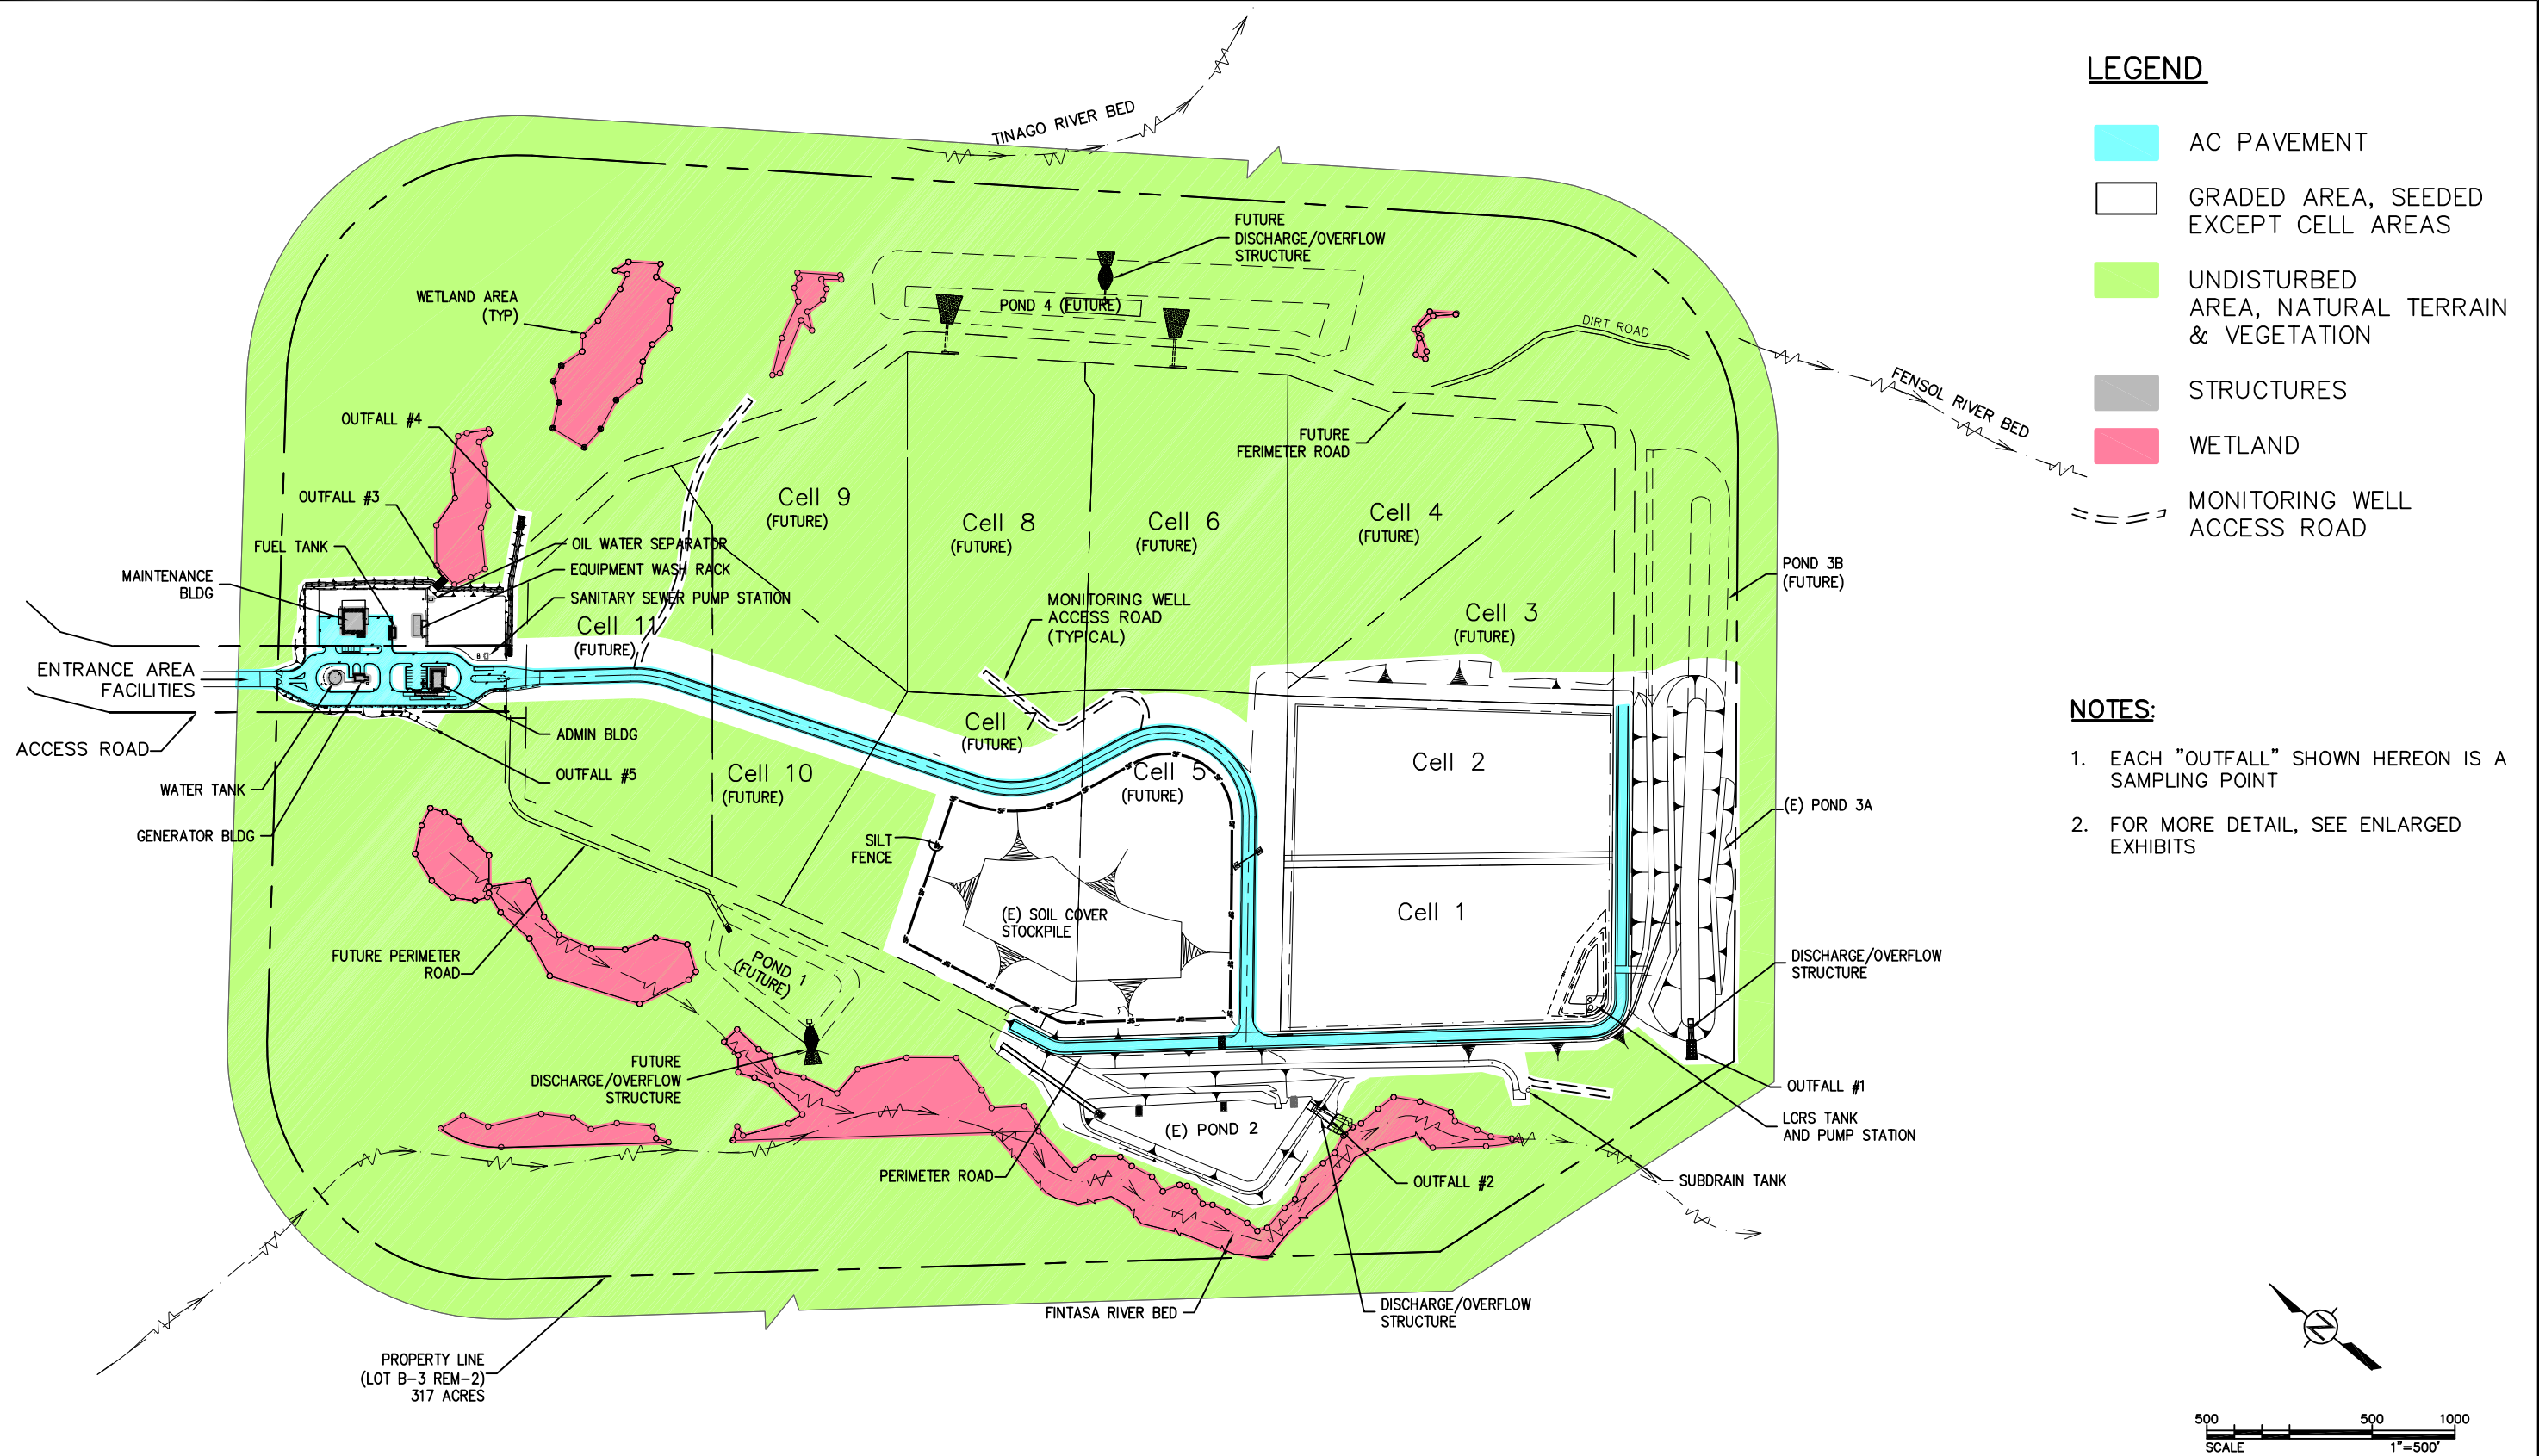 TINAGO RIVER BED
FUTURE
DISCHARGE/OVERFLOW
STRUCTURE
WETLAND AREA
(TYP)
POND 4 (FUTURE)
DIRT ROAD
FENSOL RIVER BED
OUTFALL #4
FUTURE
FERIMETER ROAD
OUTFALL #3
Cell 9
(FUTURE)
Cell 8
(FUTURE)
Cell 6
(FUTURE)
Cell 4
(FUTURE)
FUEL TANK
OIL WATER SEPARATOR
EQUIPMENT WASH RACK
SANITARY SEWER PUMP STATION
MAINTENANCE
BLDG
POND 3B
(FUTURE)
MONITORING WELL
ACCESS ROAD
(TYPICAL)
Cell 3
(FUTURE)
Cell 11
(FUTURE)
ENTRANCE AREA
FACILITIES
ACCESS ROAD
ADMIN BLDG
OUTFALL #5
WATER TANK
GENERATOR BLDG
Cell 7
(FUTURE)
Cell 10
(FUTURE)
Cell 5
(FUTURE)
Cell 2
(E) POND 3A
SILT
FENCE
SF
SF
SF
SF
(E) SOIL COVER
STOCKPILE
Cell 1
FUTURE PERIMETER
ROAD
POND 1
(FUTURE)
DISCHARGE/OVERFLOW
STRUCTURE
FUTURE
DISCHARGE/OVERFLOW
STRUCTURE
OUTFALL #1
LCRS TANK
AND PUMP STATION
(E) POND 2
PERIMETER ROAD
OUTFALL #2
SUBDRAIN TANK
FINTASA RIVER BED
DISCHARGE/OVERFLOW
STRUCTURE
PROPERTY LINE
(LOT B-3 REM-2)
317 ACRES
LEGEND
AC PAVEMENT
GRADED AREA, SEEDED
EXCEPT CELL AREAS
UNDISTURBED
AREA, NATURAL TERRAIN
& VEGETATION
STRUCTURES
WETLAND
MONITORING WELL
ACCESS ROAD
NOTES:
1. EACH "OUTFALL" SHOWN HEREON IS A
SAMPLING POINT
2. FOR MORE DETAIL, SEE ENLARGED
EXHIBITS
N
500 500 1000
SCALE 1"=500'